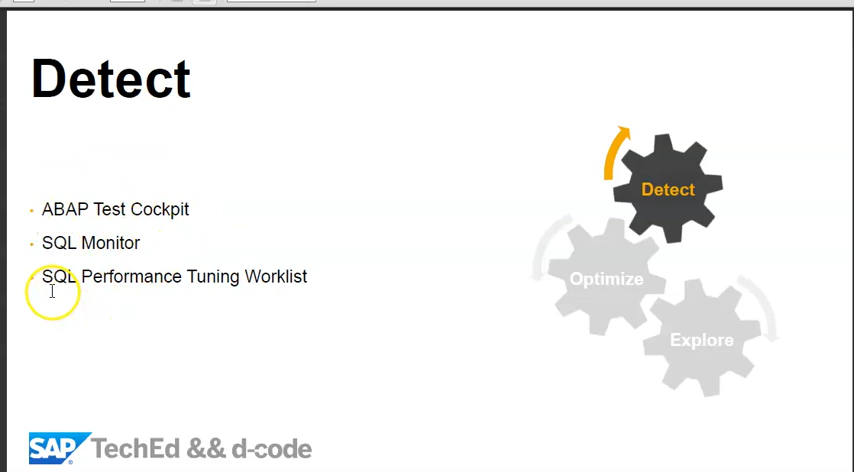 Detect
• ABAP Test Cockpit
• SQL Monitor
• SQL Performance Tuning Worklist
Detect
Optimize
Explore
SAP TechEd && d-code